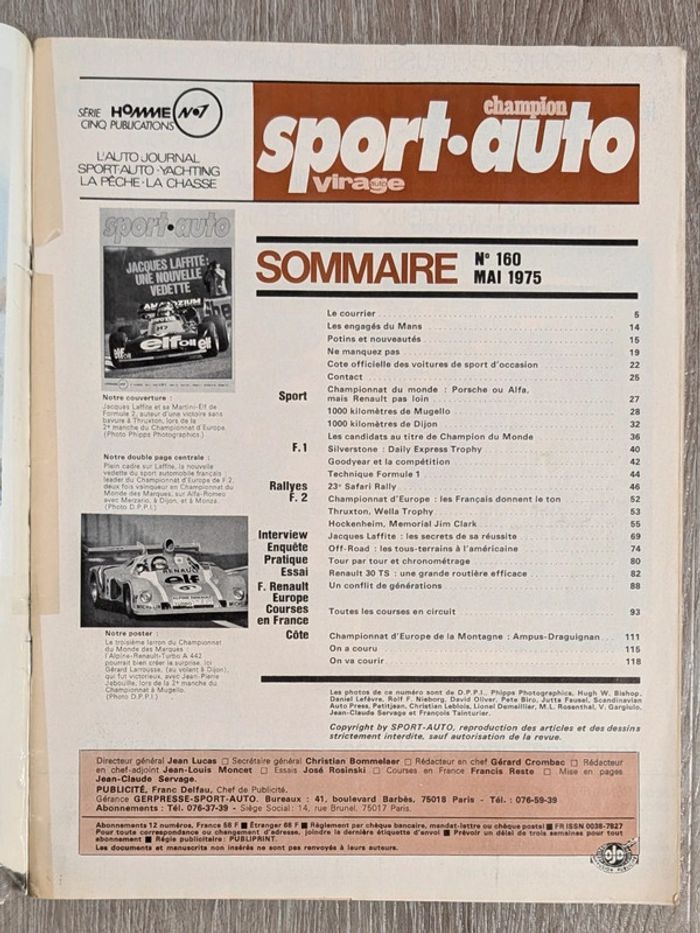 SÉRIE HOMME N°1
CINQ PUBLICATIONS
L'AUTO JOURNAL
SPORT-AUTO · YACHTING
LA PÊCHE · LA CHASSE
champion
sport·auto
virage auto
sport·auto
JACQUES LAFFITE :
UNE NOUVELLE
VEDETTE
elf oil elf
Notre couverture :
Jacques Laffite et sa Martini-Elf de
Formule 2, auteur d'une victoire sans
bavure à Thruxton, lors de la
2e manche du Championnat d'Europe.
(Photo Phipps Photographics.)
Notre double page centrale :
Plein cadre sur Laffite, la nouvelle
vedette du sport automobile français :
leader du Championnat d'Europe de F 2,
deux fois vainqueur en Championnat du
Monde des Marques, sur Alfa-Romeo
avec Merzario, à Dijon, et à Monza.
(Photo D.P.P.I.)
RENAULT
elf
Notre poster :
Le troisième larron du Championnat
du Monde des Marques :
l'Alpine-Renault-Turbo A 442
pourrait bien créer la surprise. Ici
Gérard Larrousse, (au volant à Dijon),
qui fut victorieux, avec Jean-Pierre
Jabouille, lors de la 2e manche du
Championnat à Mugello.
(Photo D.P.P.I.)
SOMMAIRE N° 160
MAI 1975
Le courrier 5
Les engagés du Mans 14
Potins et nouveautés 15
Ne manquez pas 19
Cote officielle des voitures de sport d'occasion 22
Contact 25
Sport Championnat du monde : Porsche ou Alfa,
mais Renault pas loin 27
1000 kilomètres de Mugello 28
1000 kilomètres de Dijon 32
Les candidats au titre de Champion du Monde 36
F. 1 Silverstone : Daily Express Trophy 40
Goodyear et la compétition 42
Technique Formule 1 44
Rallyes 23e Safari Rally 46
F. 2 Championnat d'Europe : les Français donnent le ton 52
Thruxton, Wella Trophy 53
Hockenheim, Memorial Jim Clark 55
Interview Jacques Laffite : les secrets de sa réussite 69
Enquête Off-Road : les tous-terrains à l'américaine 74
Pratique Tour par tour et chronométrage 80
Essai Renault 30 TS : une grande routière efficace 82
F. Renault Un conflit de générations 88
Europe
Courses
en France Toutes les courses en circuit 93
Côte Championnat d'Europe de la Montagne : Ampus-Draguignan 111
On a couru 115
On va courir 118
Les photos de ce numéro sont de D.P.P.I., Phipps Photographics, Hugh W. Bishop,
Daniel Lefèvre, Rolf F. Nieborg, David Oliver, Pete Biro, Jutta Fausel, Scandinavian
Auto Press, Petitjean, Christian Leblois, Lionel Demeillier, M.L. Rosenthal, V. Gargiulo,
Jean-Claude Servage et François Tainturier.
Copyright by SPORT-AUTO, reproduction des articles et des dessins
strictement interdite, sauf autorisation de la revue.
Directeur général Jean Lucas □ Secrétaire général Christian Bommelaer □ Rédacteur en chef Gérard Crombac □ Rédacteur
en chef-adjoint Jean-Louis Moncet □ Essais José Rosinski □ Courses en France Francis Reste □ Mise en pages
Jean-Claude Servage.
PUBLICITÉ, Franc Delfau, Chef de Publicité.
Gérance GERPRESSE-SPORT-AUTO. Bureaux : 41, boulevard Barbès, 75018 Paris - Tél. : 076-59-39
Abonnements : Tél. 076-37-39 - Siège Social : 14, rue Brunel, 75017 Paris.
Abonnements 12 numéros, France 58 F ■ Étranger 66 F ■ Règlement par chèque bancaire, mandat-lettre ou chèque postal ■ FR ISSN 0038-7827
Pour toute correspondance ou changement d'adresse, joindre la dernière étiquette d'envoi ■ Prévoir un délai de trois semaines pour tout
abonnement ■ Régie publicitaire : PUBLIPRINT.
Les documents et manuscrits non insérés ne sont pas renvoyés à leurs auteurs.
OJD